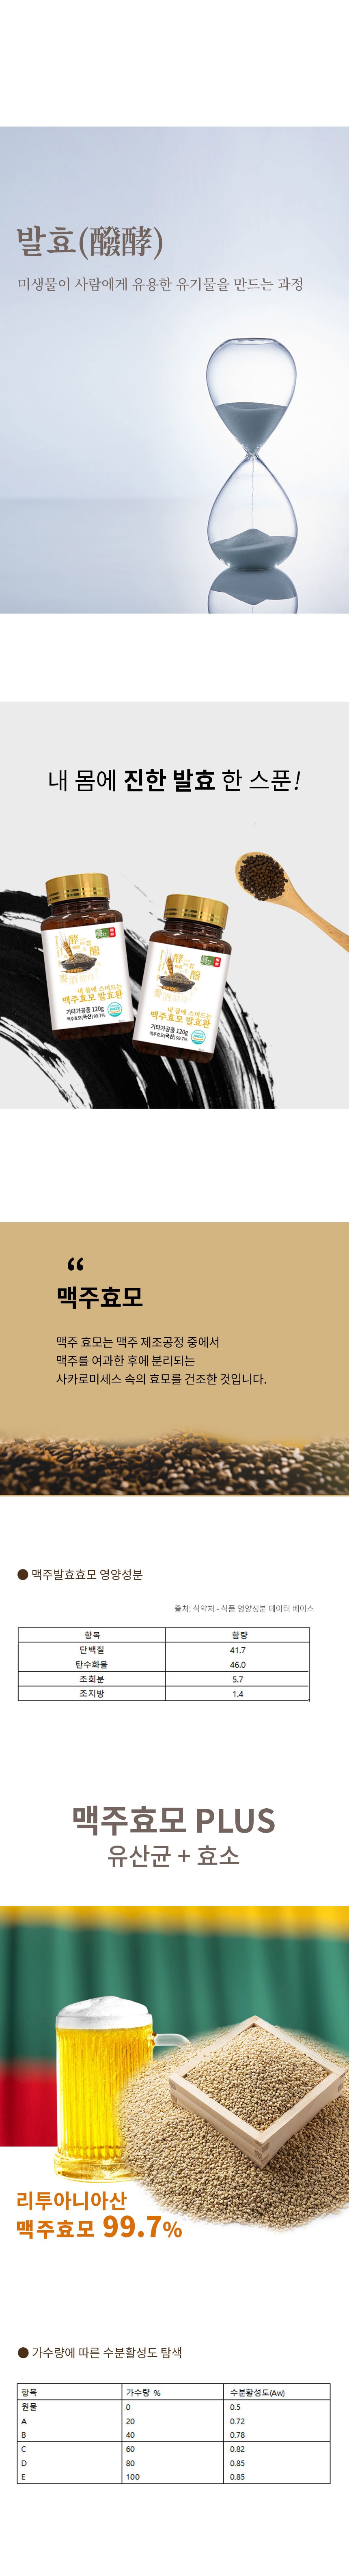 발효(醱酵)
미생물이 사람에게 유용한 유기물을 만드는 과정
내 몸에 진한 발효 한 스푼!
내 몸에 스며드는
맥주효모 발효환
기타가공품 120g
맥주효모(국산) 99.7%
내 몸에 스며드는
맥주효모 발효환
기타가공품 120g
맥주효모(국산) 99.7%
“
맥주효모
맥주 효모는 맥주 제조공정 중에서
맥주를 여과한 후에 분리되는
사카로미세스 속의 효모를 건조한 것입니다.
● 맥주발효효모 영양성분
출처: 식약처 - 식품 영양성분 데이터 베이스
항목 함량
단백질 41.7
탄수화물 46.0
조회분 5.7
조지방 1.4
맥주효모 PLUS
유산균 + 효소
리투아니아산
맥주효모 99.7%
● 가수량에 따른 수분활성도 탐색
항목 가수량 % 수분활성도(Aw)
원물 0 0.5
A 20 0.72
B 40 0.78
C 60 0.82
D 80 0.85
E 100 0.85